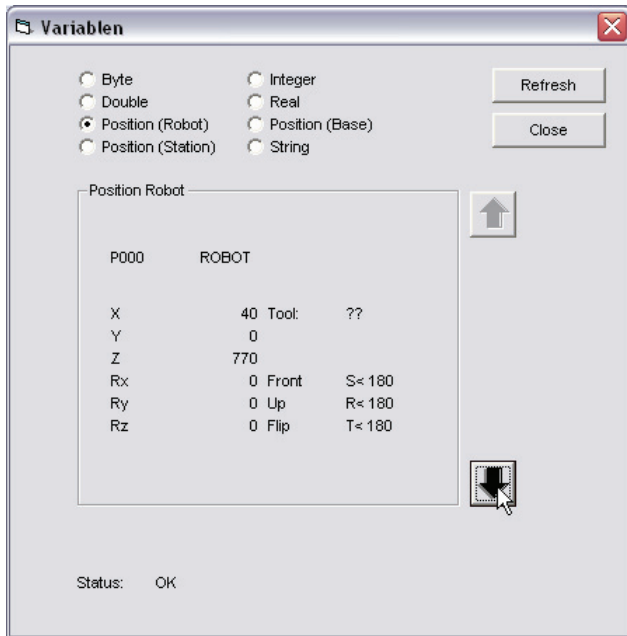 Variablen
Byte Integer Refresh
Double Real
Position (Robot) Position (Base) Close
Position (Station) String
Position Robot
P000 ROBOT
X 40 Tool: ??
Y 0
Z 770
Rx 0 Front S< 180
Ry 0 Up R< 180
Rz 0 Flip T< 180
Status: OK